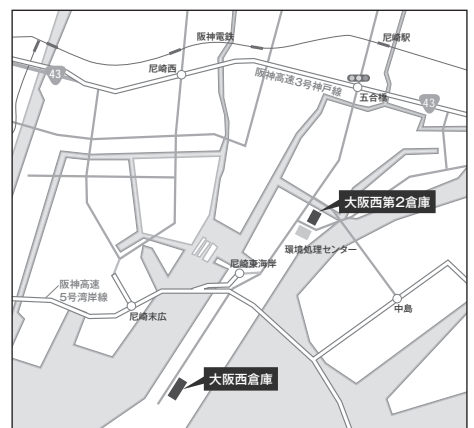 阪神電鉄
尼崎駅
43
尼崎西
阪神高速3号神戸線
五合橋
43
大阪西第2倉庫
環境処理センター
尼崎東海岸
阪神高速
5号湾岸線
尼崎末広
中島
大阪西倉庫